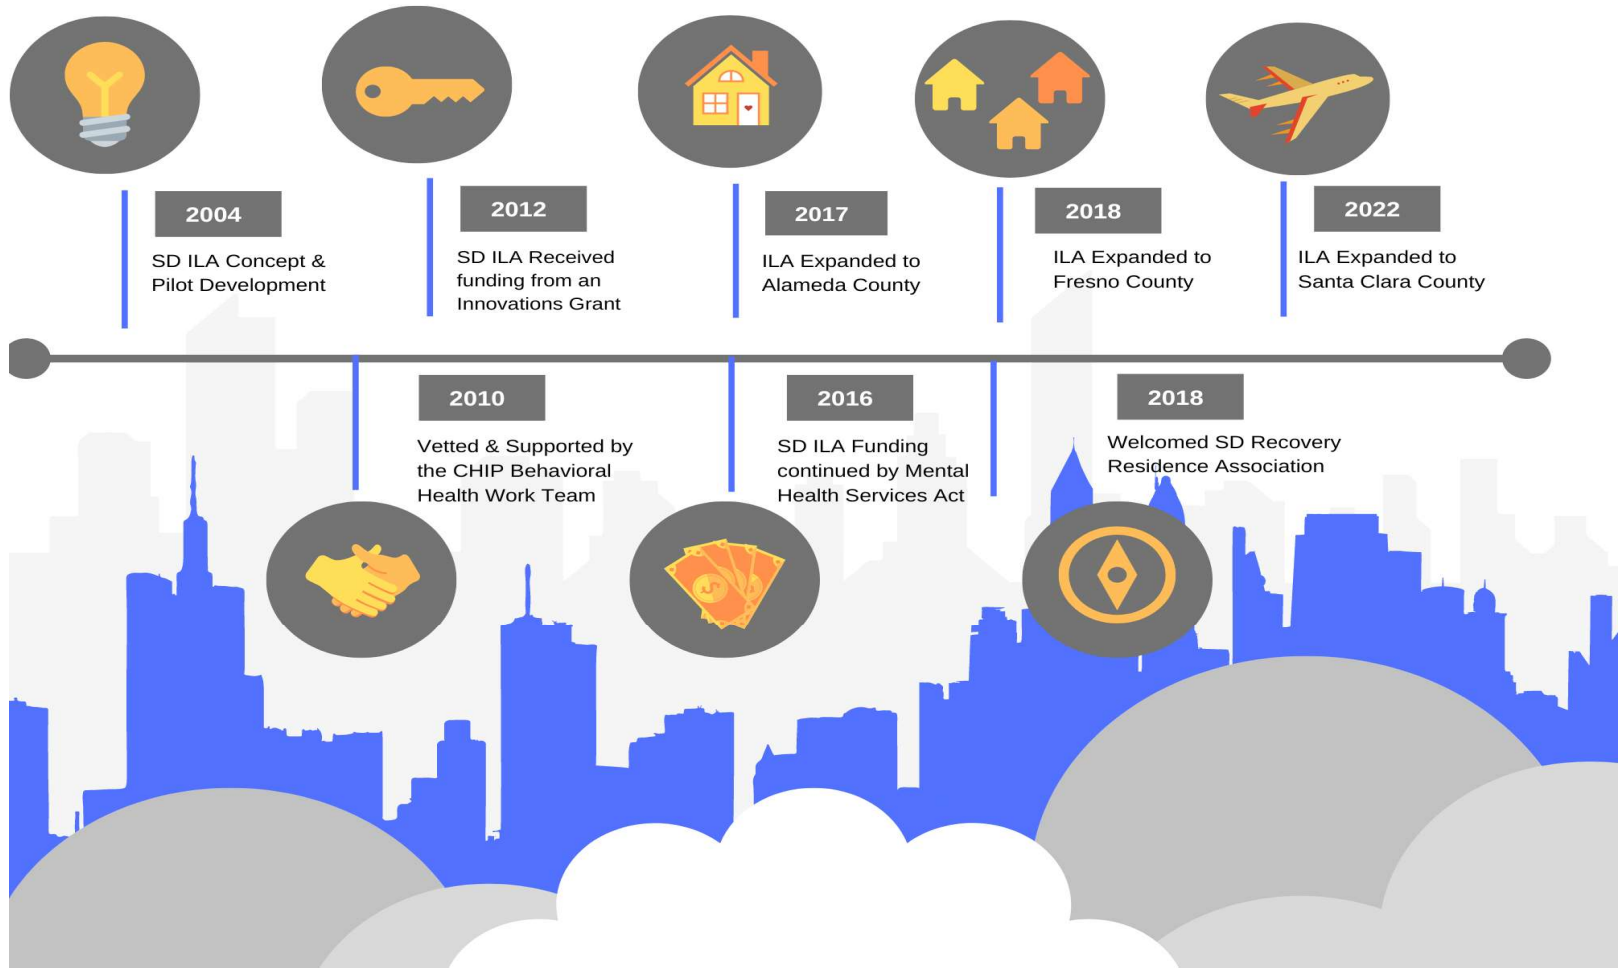 2004
SD ILA Concept &
Pilot Development
2012
SD ILA Received
funding from an
Innovations Grant
2017
ILA Expanded to
Alameda County
2018
ILA Expanded to
Fresno County
2022
ILA Expanded to
Santa Clara County
2010
Vetted & Supported by
the CHIP Behavioral
Health Work Team
2016
SD ILA Funding
continued by Mental
Health Services Act
2018
Welcomed SD Recovery
Residence Association